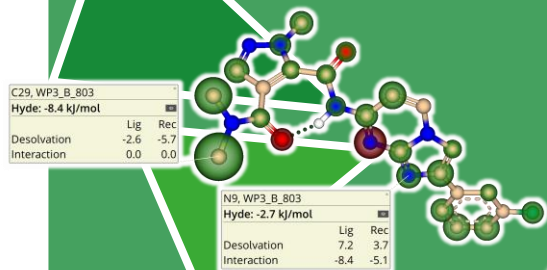 C29, WP3_B_803
Hyde: -8.4 kJ/mol
Lig Rec
Desolvation -2.6 -5.7
Interaction 0.0 0.0
N9, WP3_B_803
Hyde: -2.7 kJ/mol
Lig Rec
Desolvation 7.2 3.7
Interaction -8.4 -5.1